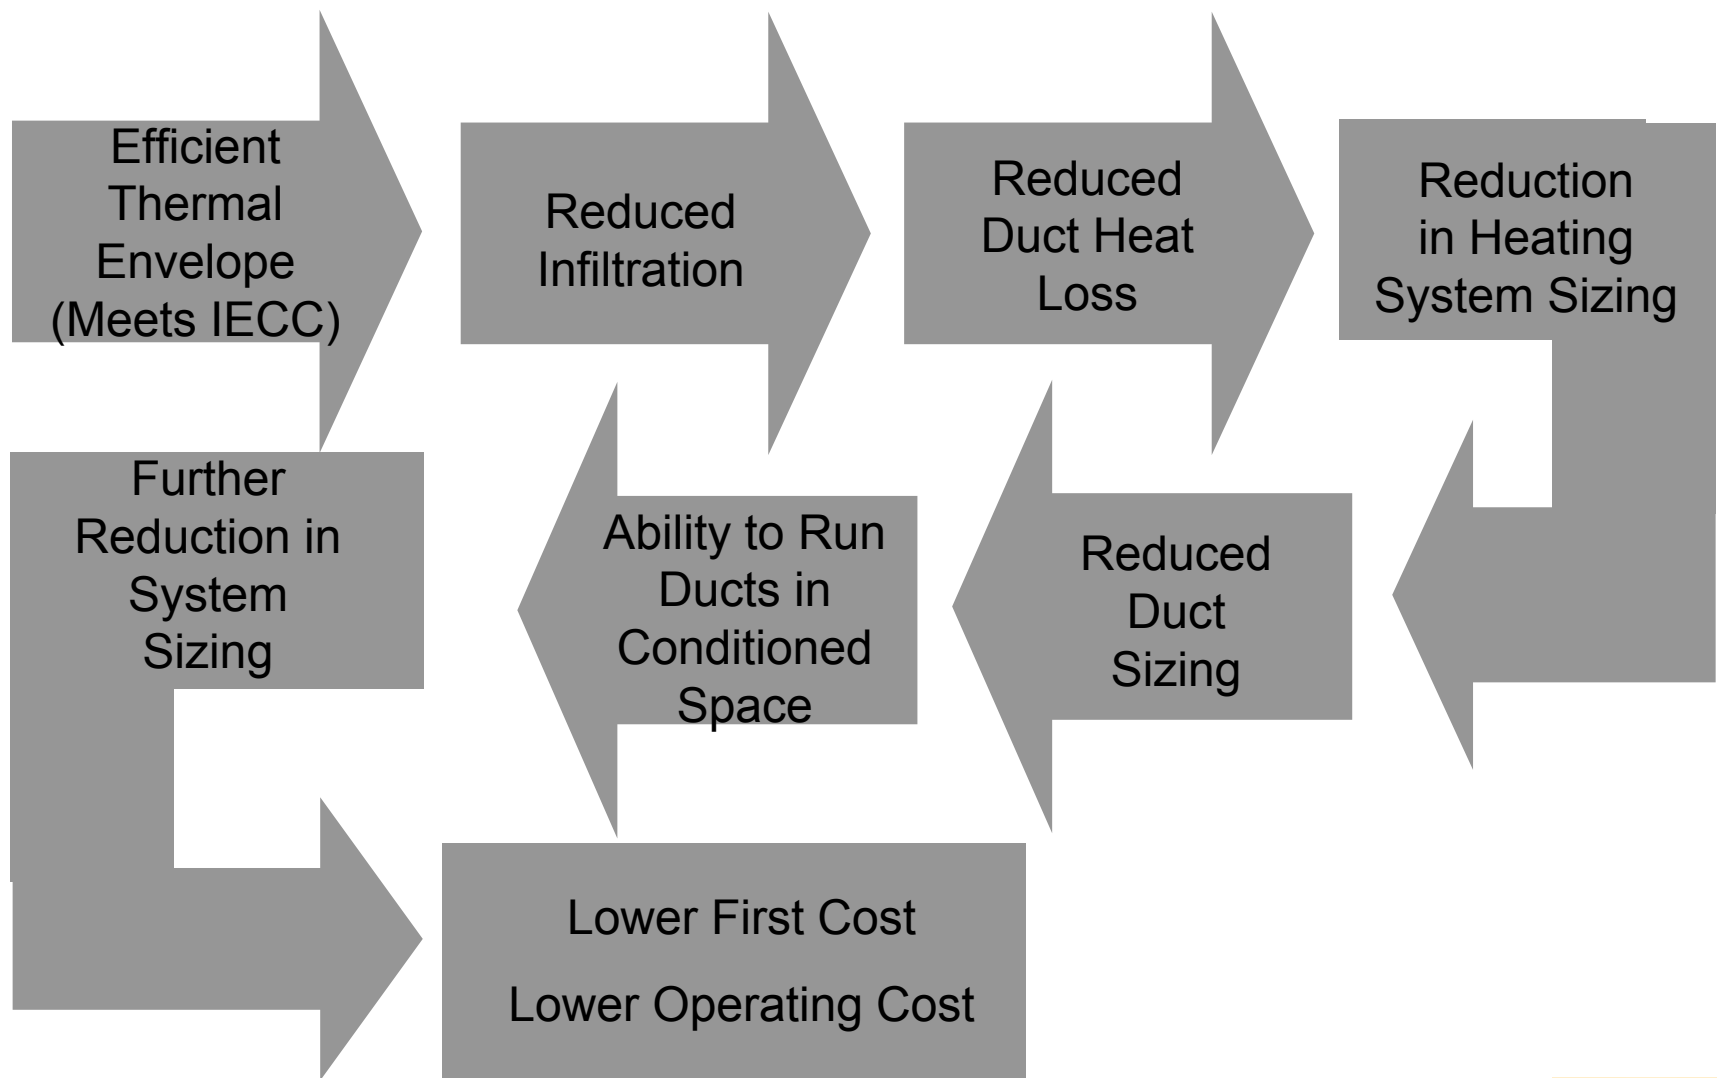 Efficient
Thermal
Envelope
(Meets IECC)
Reduced
Infiltration
Reduced
Duct Heat
Loss
Reduction
in Heating
System Sizing
Reduced
Duct
Sizing
Ability to Run
Ducts in
Conditioned
Space
Further
Reduction in
System
Sizing
Lower First Cost
Lower Operating Cost